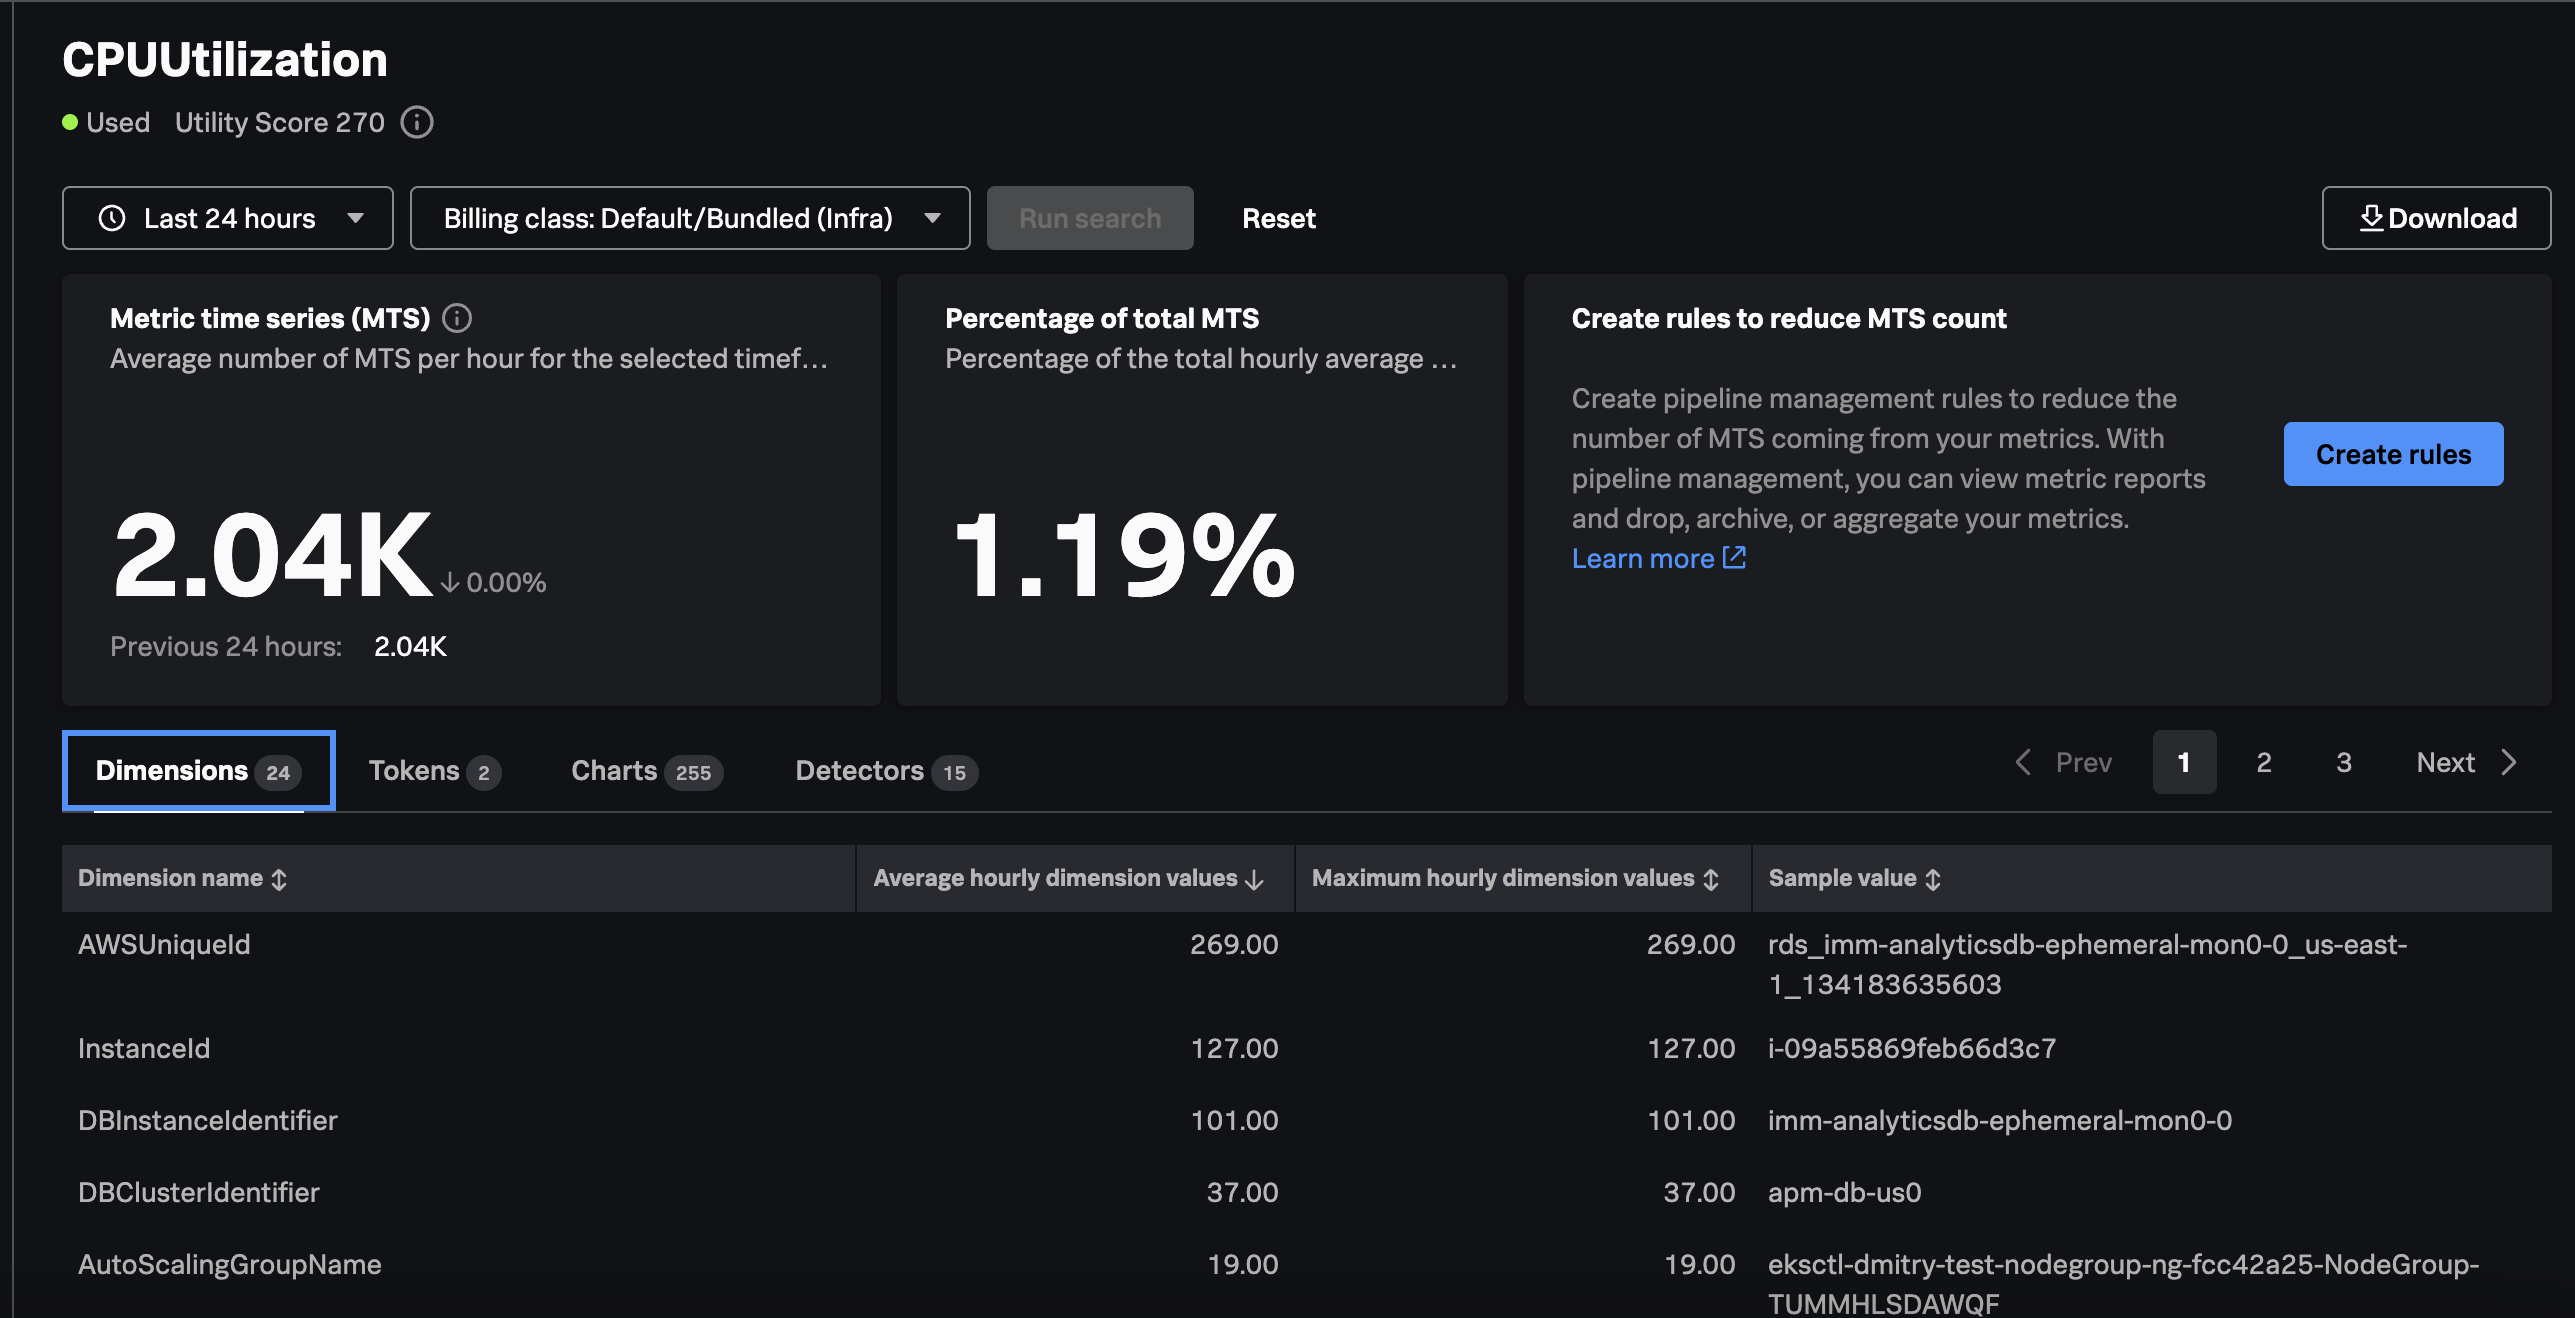 CPUUtilization
Used Utility Score 270
Last 24 hours Billing class: Default/Bundled (Infra) Run search Reset Download
Metric time series (MTS)
Average number of MTS per hour for the selected timef...
2.04K
0.00%
Previous 24 hours: 2.04K
Percentage of total MTS
Percentage of the total hourly average ...
1.19%
Create rules to reduce MTS count
Create pipeline management rules to reduce the
number of MTS coming from your metrics. With
pipeline management, you can view metric reports
and drop, archive, or aggregate your metrics.
Learn more
Create rules
Dimensions 24 Tokens 2 Charts 255 Detectors 15
Prev 1 2 3 Next
Dimension name Average hourly dimension values Maximum hourly dimension values Sample value
AWSUniqueId 269.00 269.00 rds_imm-analyticsdb-ephemeral-mon0-0_us-east-
1_134183635603
InstanceId 127.00 127.00 i-09a55869feb66d3c7
DBInstanceIdentifier 101.00 101.00 imm-analyticsdb-ephemeral-mon0-0
DBClusterIdentifier 37.00 37.00 apm-db-us0
AutoScalingGroupName 19.00 19.00 eksctl-dmitry-test-nodegroup-ng-fcc42a25-NodeGroup-
TUMMHLSDAWQF